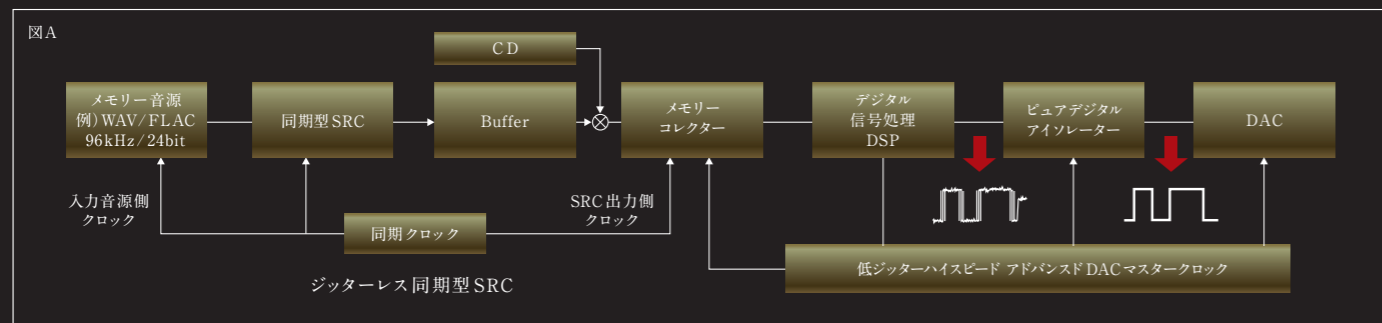 図A
CD
メモリー音源
例）WAV/FLAC
96kHz/24bit
同期型SRC
Buffer
メモリー
コレクター
デジタル
信号処理
DSP
ピュアデジタル
アイソレーター
DAC
入力音源側
クロック
SRC出力側
クロック
同期クロック
低ジッターハイスピード アドバンスドDACマスタークロック
ジッターレス同期型SRC